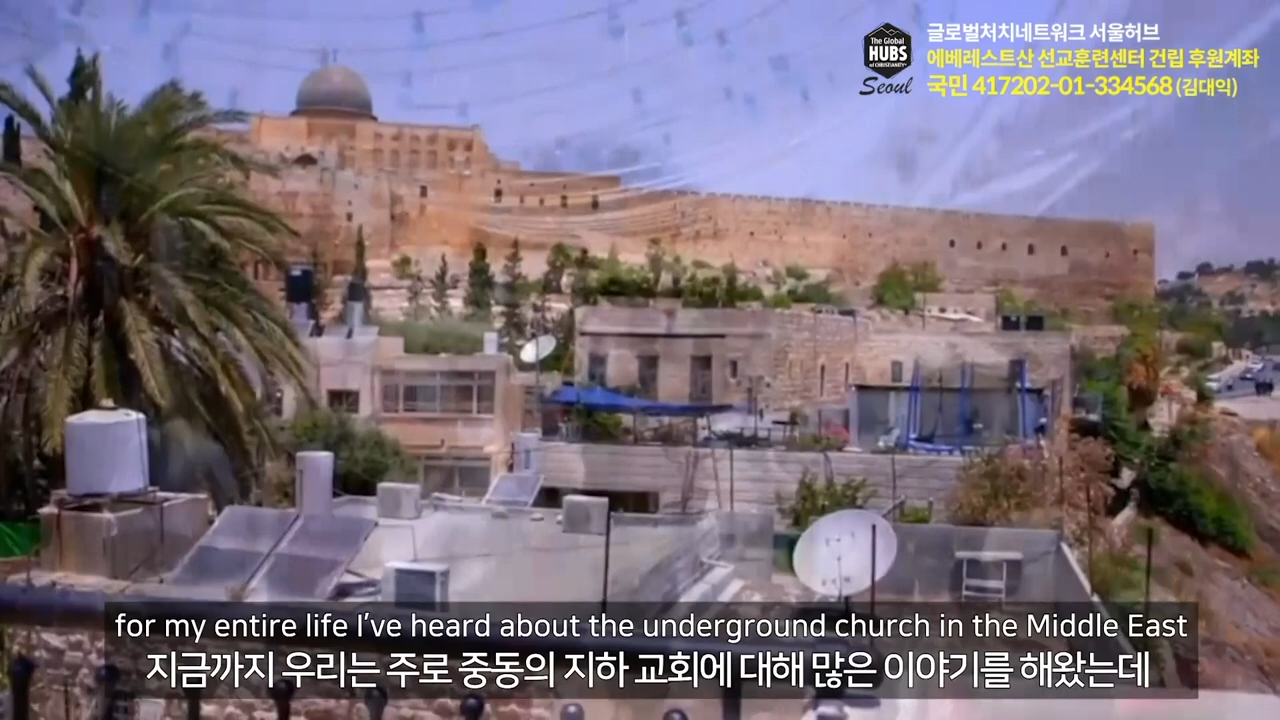 The Global
HUBS
of CHRISTIANITY
Seoul
글로벌처치네트워크 서울허브
에베레스트산 선교훈련센터 건립 후원계좌
국민 417202-01-334568 (김대익)
for my entire life I've heard about the underground church in the Middle East
지금까지 우리는 주로 중동의 지하 교회에 대해 많은 이야기를 해왔는데